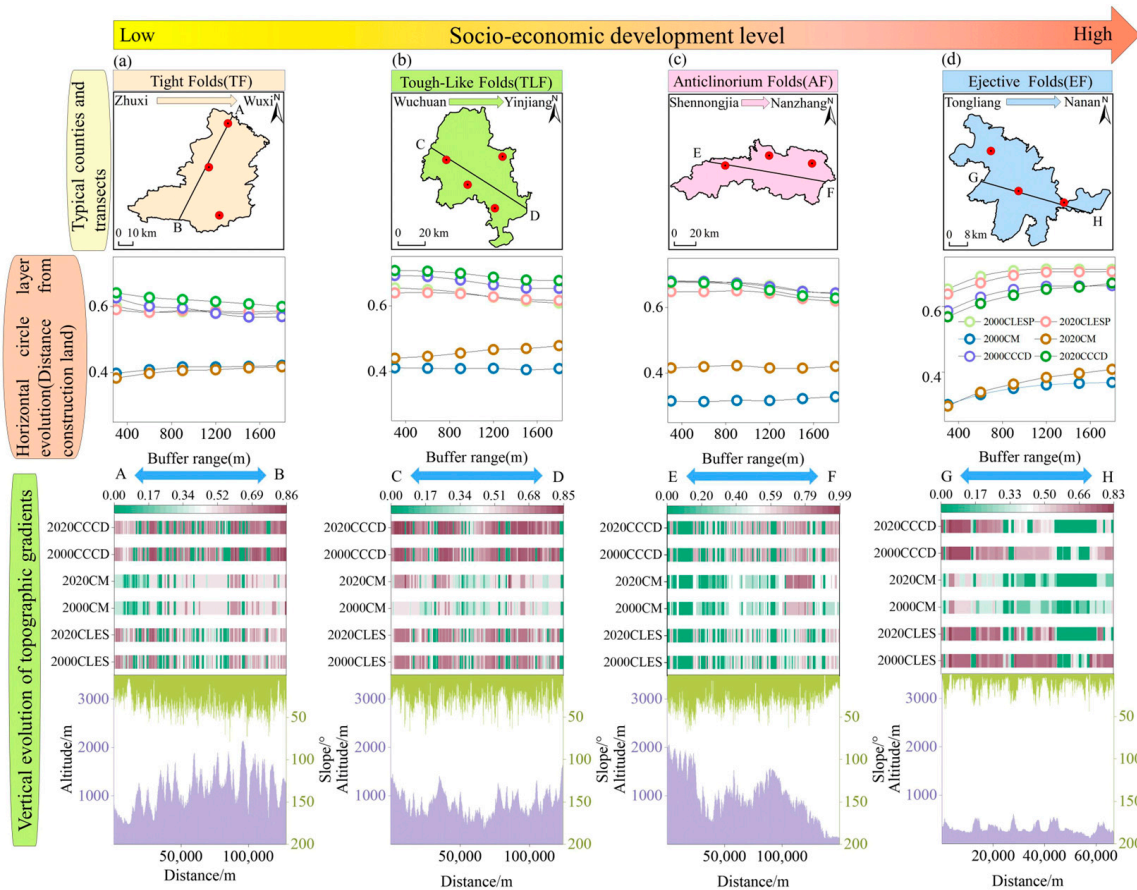 Low Socio-economic development level High
(a) (b) (c) (d)
Tight Folds(TF) Tough-Like Folds(TLF) Anticlinorium Folds(AF) Ejective Folds(EF)
Zhuxi Wuxi N Wuchuan Yinjiang N Shennongjia Nanzhang N Tongliang Nanan N
A
B
0 10 km
C
D
0 20 km
E
F
0 20 km
G
H
0 8 km
Typical counties and
transects
Horizontal circle layer
evolution(Distance from
construction land)
0.6
0.4
0.6
0.4
0.6
0.4
0.6
0.4
2000CLESP 2020CLESP
2000CM 2020CM
2000CCCD 2020CCCD
400 800 1200 1600 400 800 1200 1600 400 800 1200 1600 400 800 1200 1600
Buffer range(m) Buffer range(m) Buffer range(m) Buffer range(m)
A B C D E F G H
0.00 0.17 0.34 0.52 0.69 0.86 0.00 0.17 0.34 0.51 0.68 0.85 0.00 0.20 0.40 0.59 0.79 0.99 0.00 0.17 0.33 0.50 0.66 0.83
Vertical evolution of topographic gradients
2020CCCD 2020CCCD 2020CCCD 2020CCCD
2000CCCD 2000CCCD 2000CCCD 2000CCCD
2020CM 2020CM 2020CM 2020CM
2000CM 2000CM 2000CM 2000CM
2020CLES 2020CLES 2020CLES 2020CLES
2000CLES 2000CLES 2000CLES 2000CLES
3000 50 3000 50 3000 50 3000 50
2000 100 2000 100 2000 100 2000 100
1000 150 1000 150 1000 150 1000 150
200 200 200 200
Altitude/m Slope/° Altitude/m Slope/° Altitude/m Slope/° Altitude/m Slope/°
50,000 100,000 50,000 100,000 50,000 100,000 20,000 40,000 60,000
Distance/m Distance/m Distance/m Distance/m